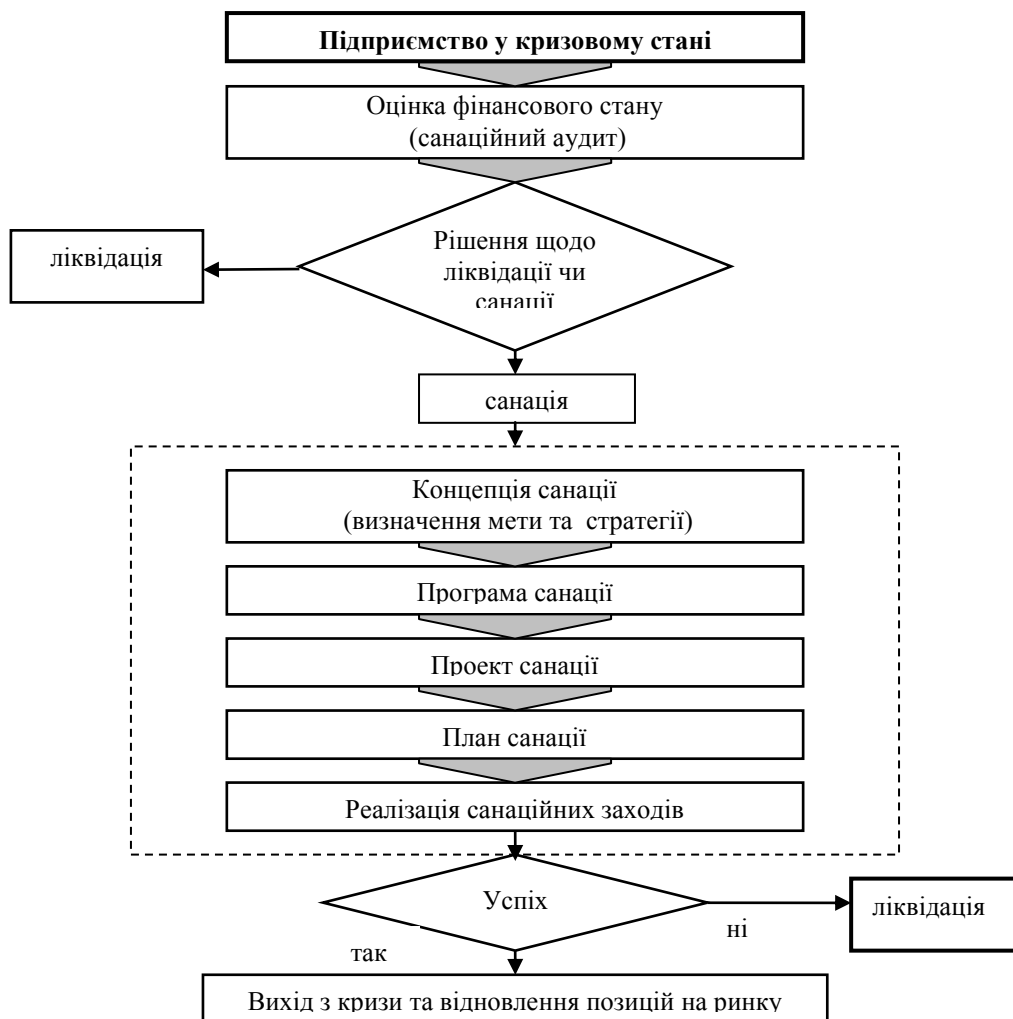 Підприємство у кризовому стані
Оцінка фінансового стану
(санаційний аудит)
Рішення щодо
ліквідації чи
санації
ліквідація
санація
Концепція санації
(визначення мети та стратегії)
Програма санації
Проект санації
План санації
Реалізація санаційних заходів
Успіх
ліквідація
ні
так
Вихід з кризи та відновлення позицій на ринку